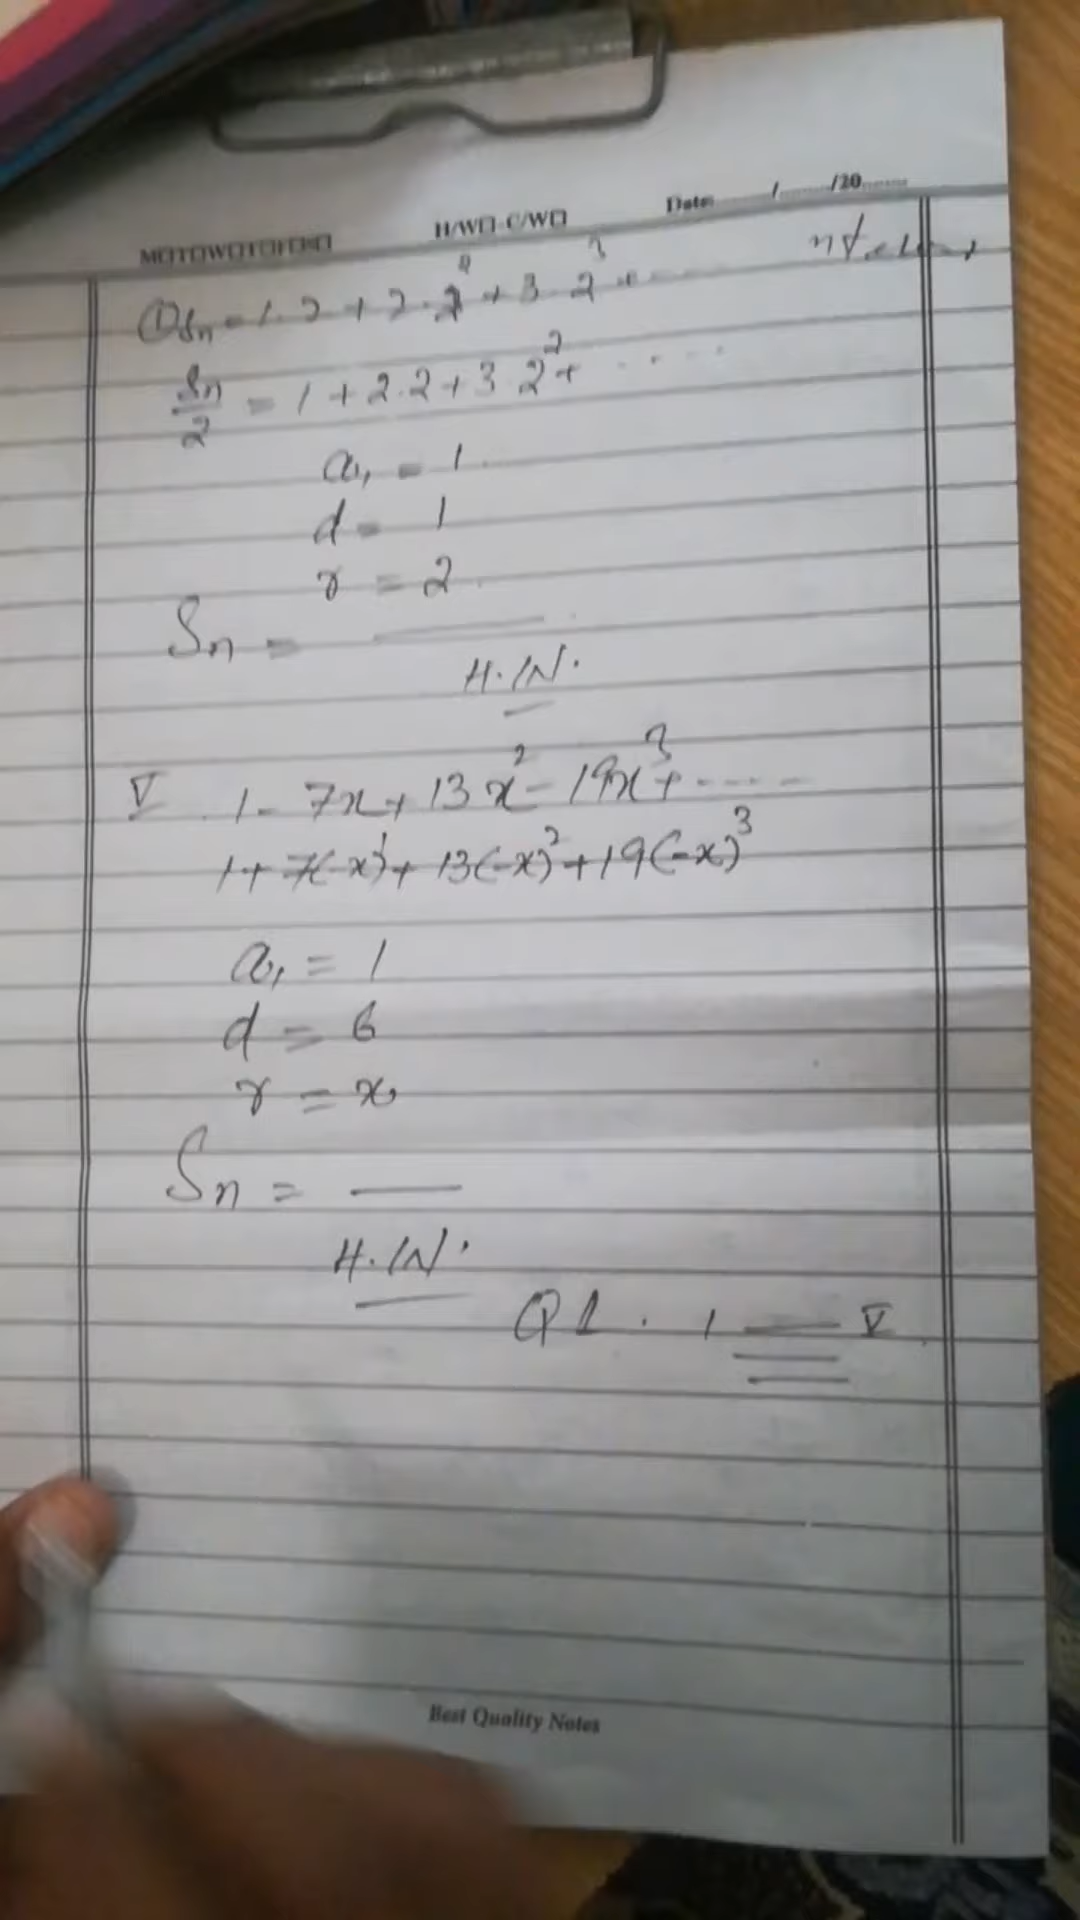 H/W☐ C/W☐ Date: / /20
① Sn = 1·2 + 2·2² + 3·2³ + ......
Sn/2 = 1 + 2·2 + 3·2² + .....
a₁ = 1
d = 1
r = 2
Sn = ———
H.W.
V 1 - 7x + 13x² - 19x³ + .....
1 + 7(-x)¹ + 13(-x)² + 19(-x)³
a₁ = 1
d = 6
r = x
Sn = ——
H.W.
Q1. 1 —— V
Best Quality Notes